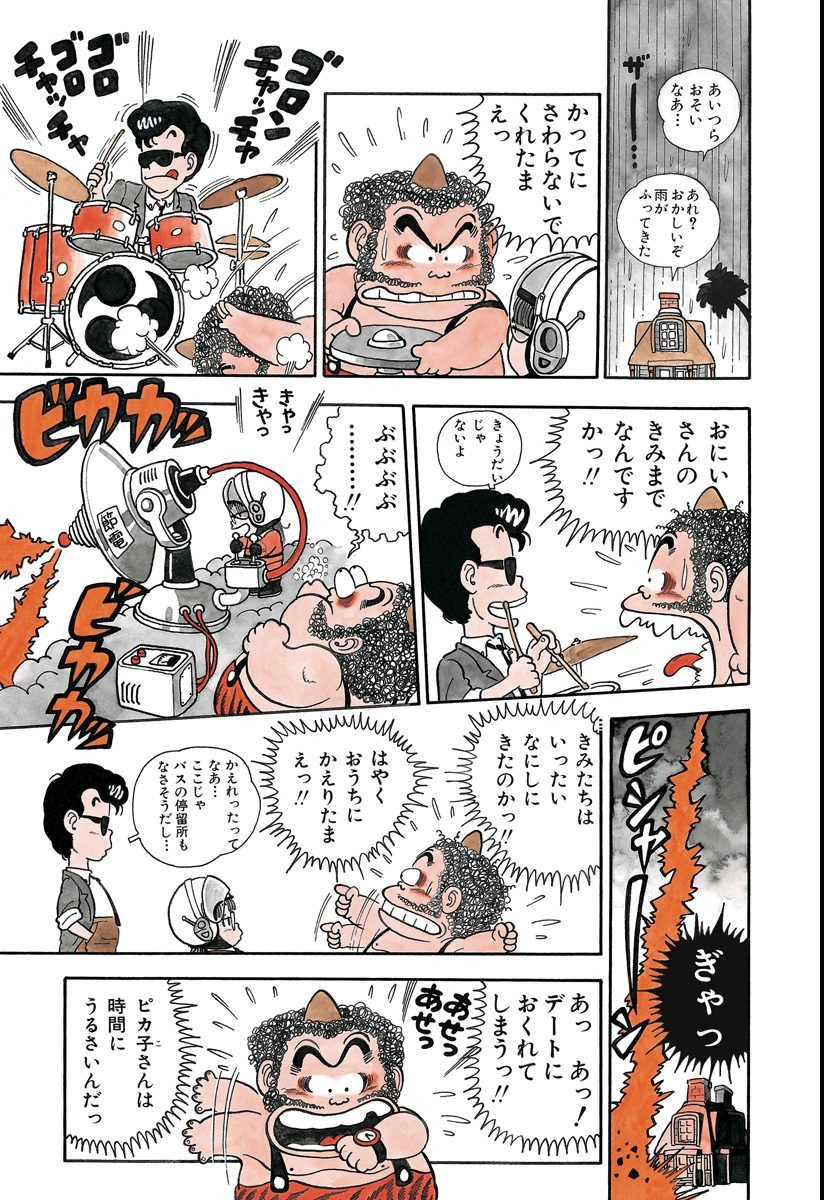 あいつら
おそい
なあ…
ザー…
あれ?
おかしいぞ
雨が
ふってきた
かってに
さわらないで
くれたま
えっ
ゴロン
チャッ
チャ
ゴロ
ゴロ
ゴロ
チャッ
チャ
おにい
さんの
きみまで
なんです
かっ!!
きょうだい
じゃ
ないよ
ぶぶぶぶ
………!!
きゃっ
きゃっ
ビカカッ
節電
ビカカッ
ピシャーーン
ぎゃっ
きみたちは
いったい
なにしに
きたのかっ!!
はやく
おうちに
かえりたま
えっ!!
かえれったって
なあ…
ここじゃ
バスの停留所も
なさそうだし…
あっ あっ!
デートに
おくれて
しまうっ!!
あせっ
あせっ
ピカ子さんは
こ
時間に
うるさいんだっ